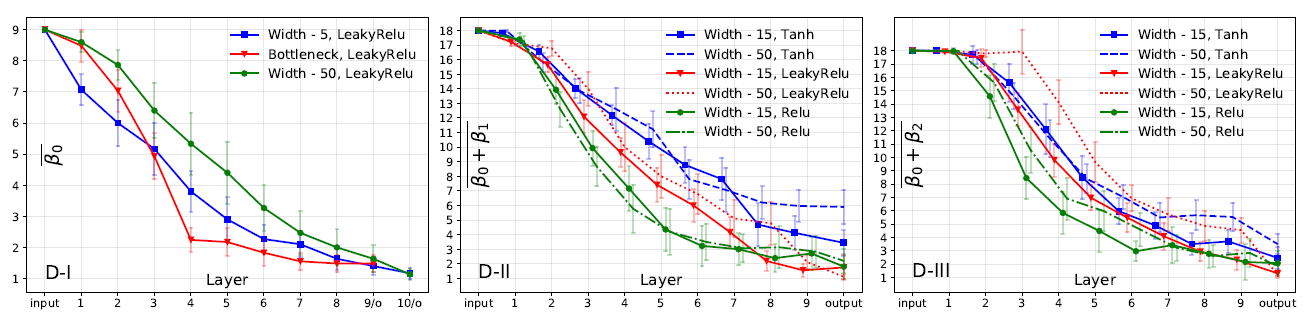 9
8
7
6
5
4
3
2
1
β0
Width - 5, LeakyRelu
Bottleneck, LeakyRelu
Width - 50, LeakyRelu
D-I
Layer
input 1 2 3 4 5 6 7 8 9/o 10/o
18
17
16
15
14
13
12
11
10
9
8
7
6
5
4
3
2
1
β0 + β1
Width - 15, Tanh
Width - 50, Tanh
Width - 15, LeakyRelu
Width - 50, LeakyRelu
Width - 15, Relu
Width - 50, Relu
D-II
Layer
input 1 2 3 4 5 6 7 8 9 output
18
17
16
15
14
13
12
11
10
9
8
7
6
5
4
3
2
1
β0 + β2
Width - 15, Tanh
Width - 50, Tanh
Width - 15, LeakyRelu
Width - 50, LeakyRelu
Width - 15, Relu
Width - 50, Relu
D-III
Layer
input 1 2 3 4 5 6 7 8 9 output